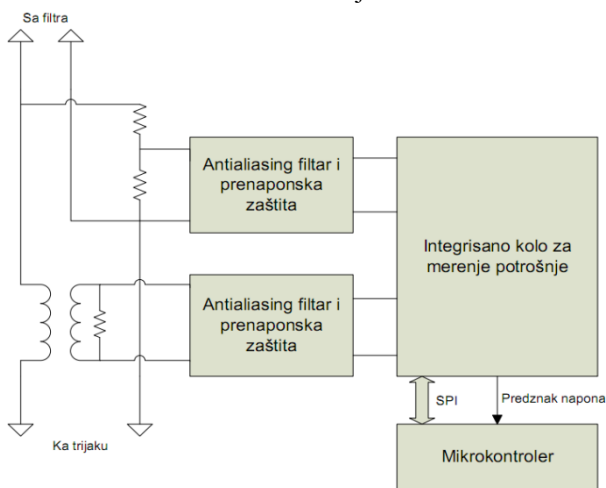 Sa filtra
Antialiasing filtar i
prenaponska
zaštita
Integrisano kolo za
merenje potrošnje
Antialiasing filtar i
prenaponska
zaštita
SPI
Predznak napona
Ka trijaku
Mikrokontroler